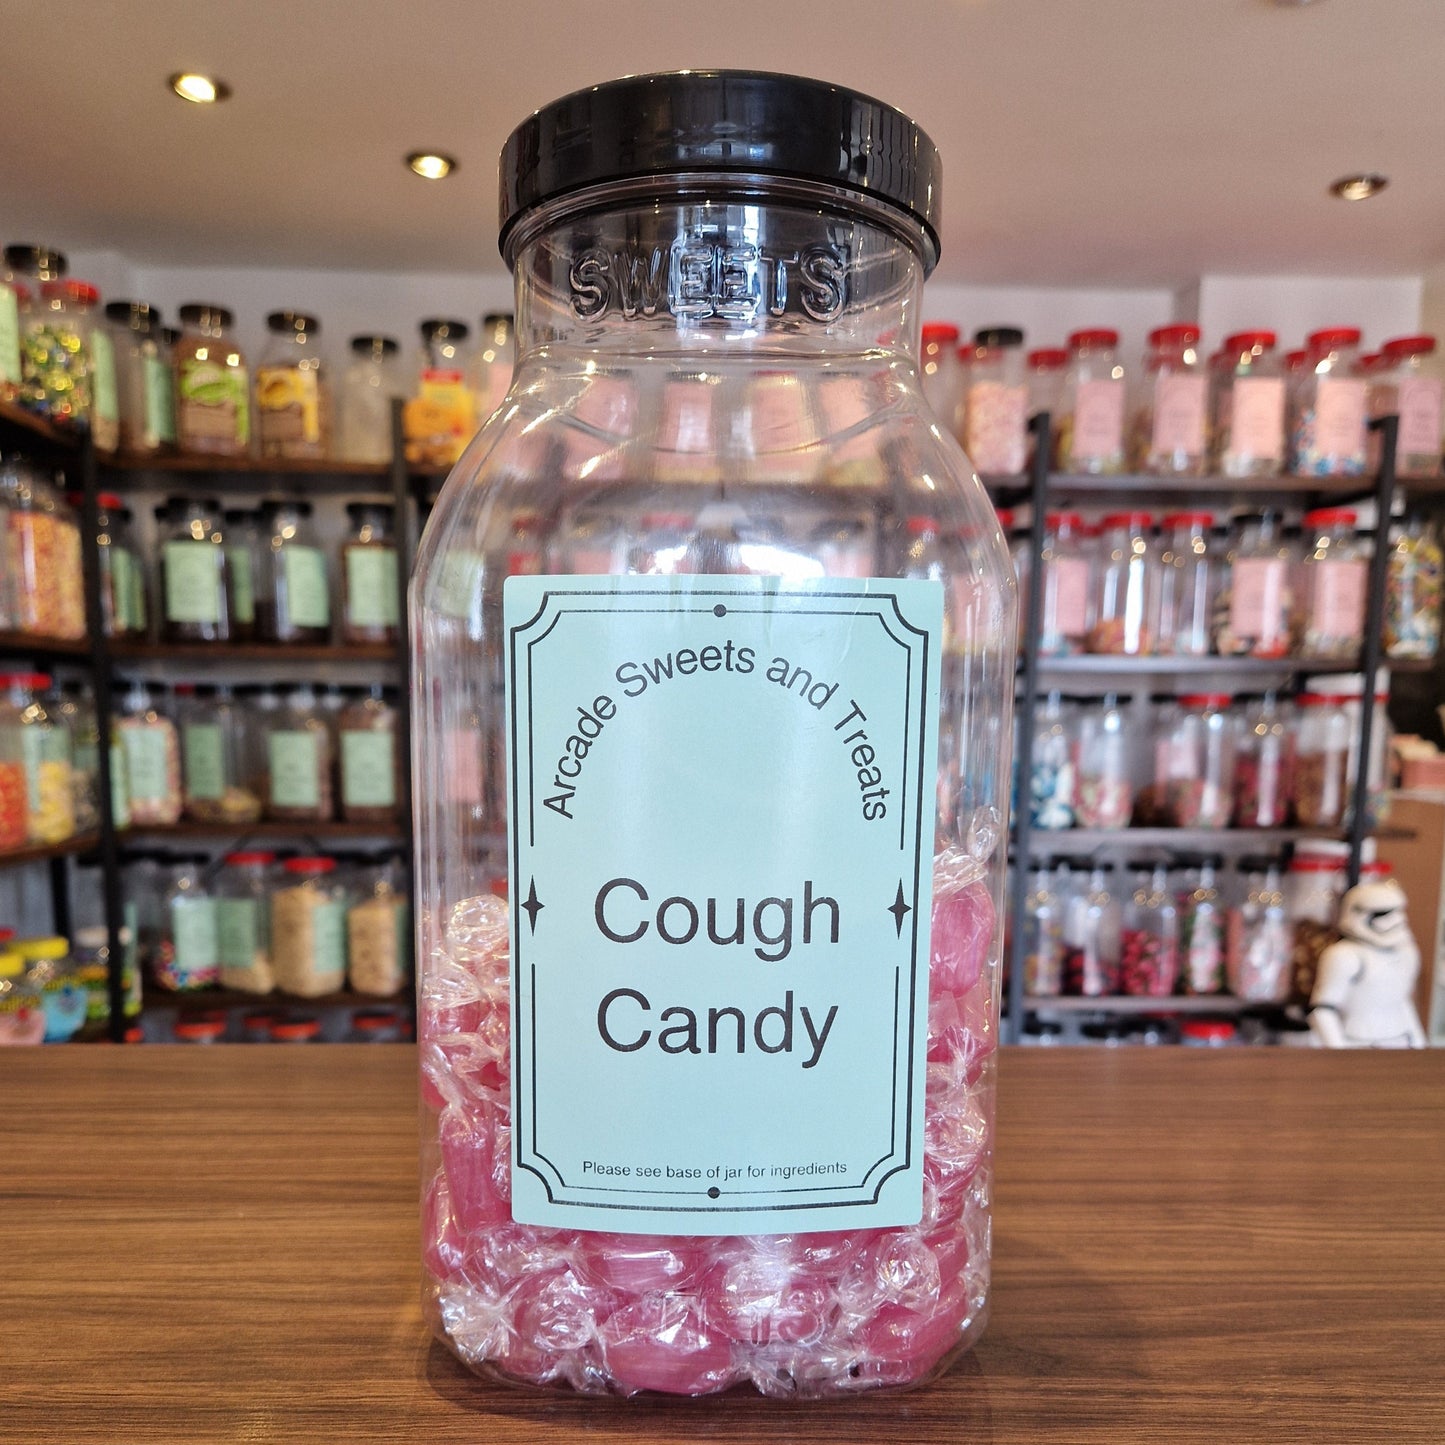 SWEETS
Arcade Sweets and Treats
Cough
Candy
Please see base of jar for ingredients